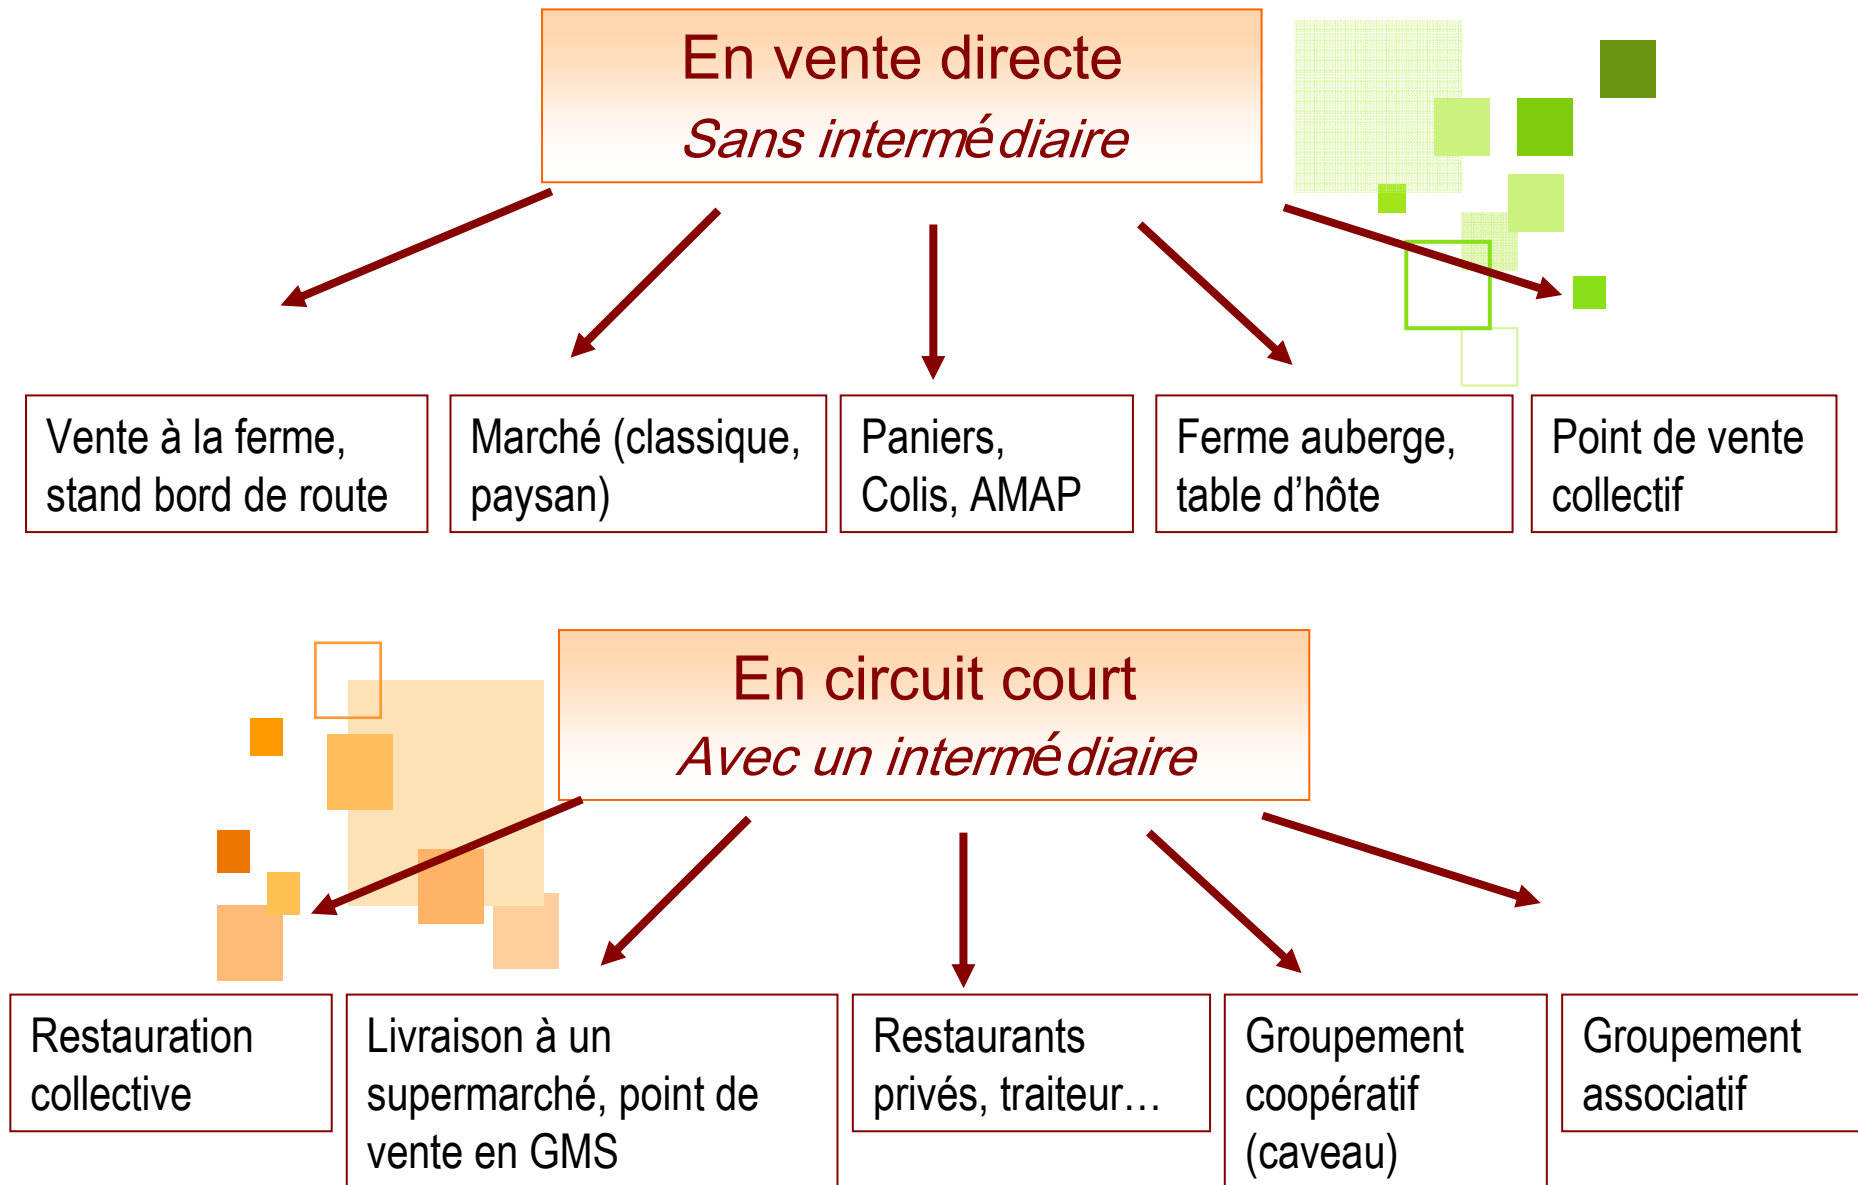 En vente directe
Sans intermédiaire
Vente à la ferme,
stand bord de route
Marché (classique,
paysan)
Paniers,
Colis, AMAP
Ferme auberge,
table d’hôte
Point de vente
collectif
En circuit court
Avec un intermédiaire
Restauration
collective
Livraison à un
supermarché, point de
vente en GMS
Restaurants
privés, traiteur…
Groupement
coopératif
(caveau)
Groupement
associatif